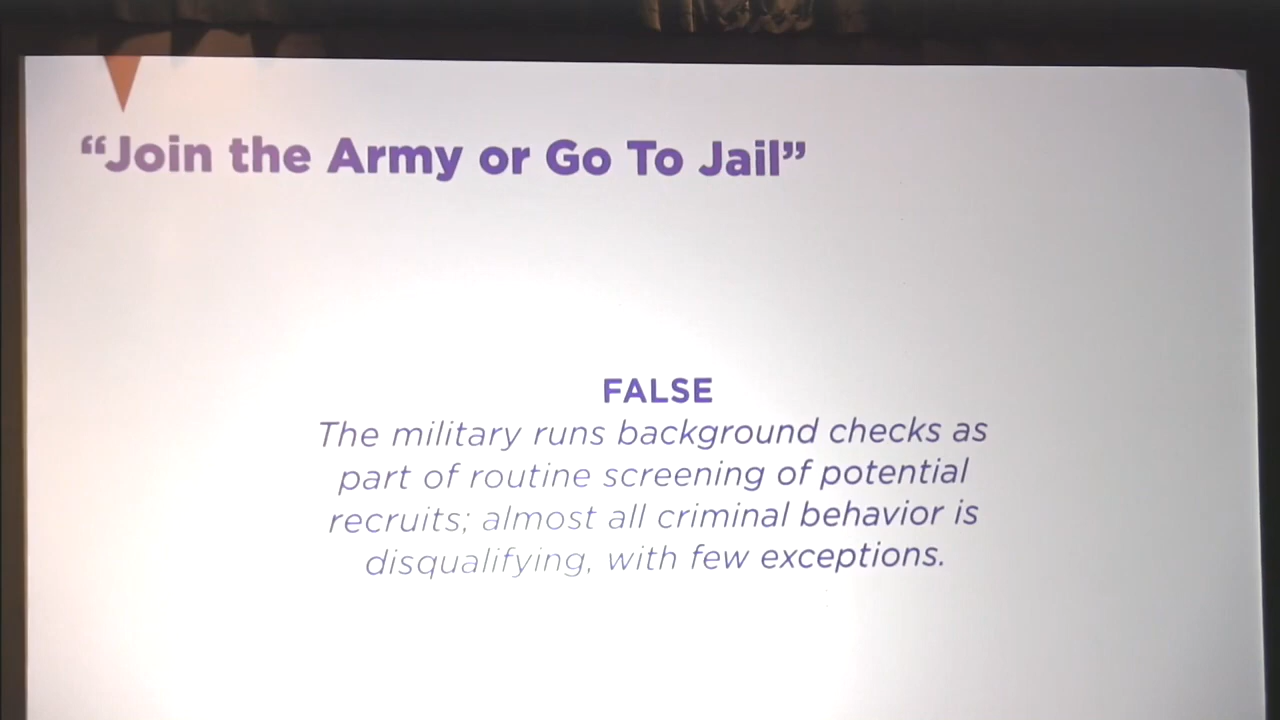 “Join the Army or Go To Jail”
FALSE
The military runs background checks as
part of routine screening of potential
recruits; almost all criminal behavior is
disqualifying, with few exceptions.